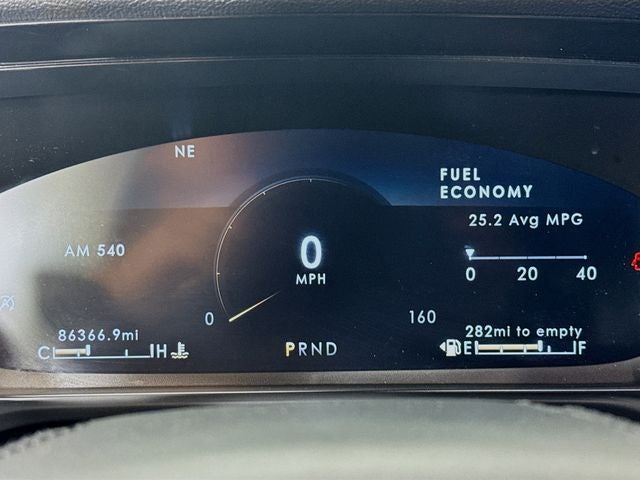 NE
FUEL
ECONOMY
25.2 Avg MPG
0 20 40
AM 540
0
MPH
0
160
86366.9mi
C H
PRND
282mi to empty
E F